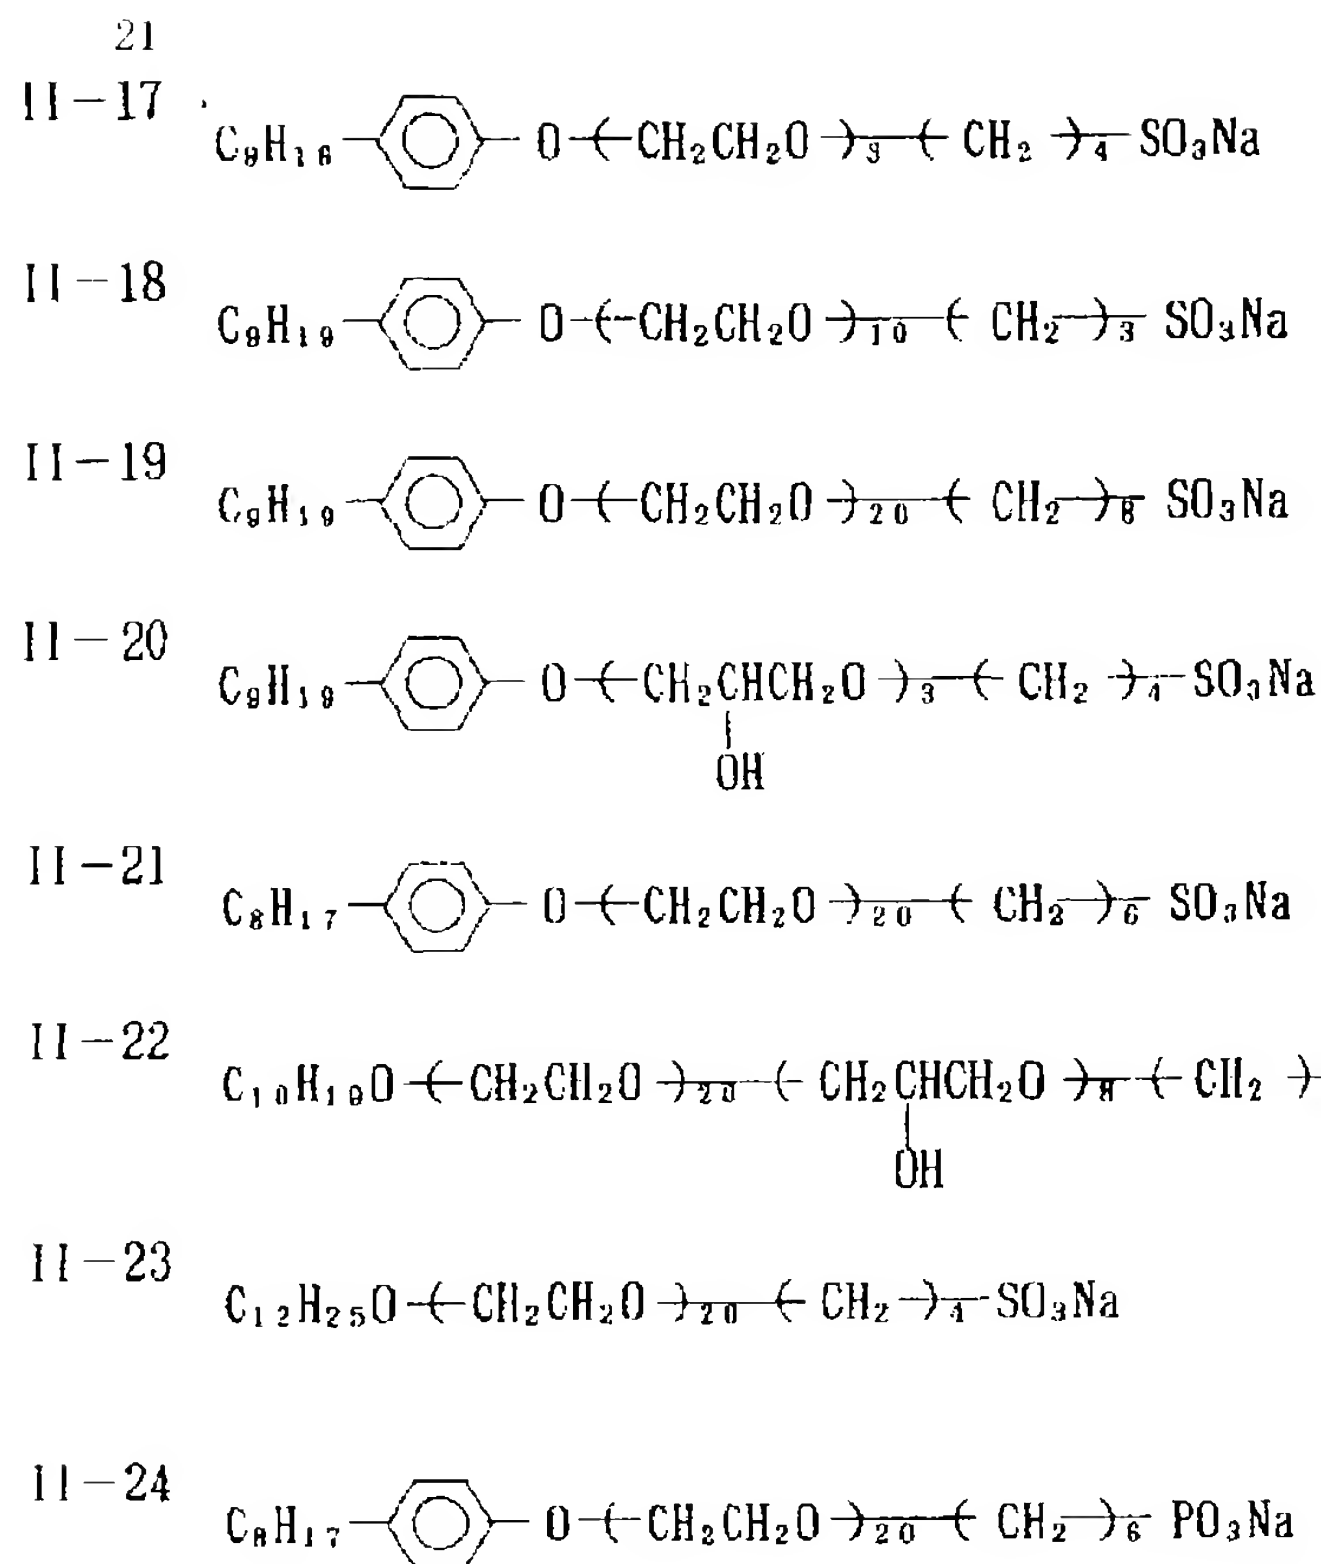 21
II-17
C₉H₁₆ O (CH₂CH₂O)₃ (CH₂)₄ SO₃Na
II-18
C₉H₁₉ O (CH₂CH₂O)₁₀ (CH₂)₃ SO₃Na
II-19
C₉H₁₉ O (CH₂CH₂O)₂₀ (CH₂)₆ SO₃Na
II-20
C₉H₁₉ O (CH₂CHCH₂O)₃ (CH₂)₄ SO₃Na
OH
II-21
C₈H₁₇ O (CH₂CH₂O)₂₀ (CH₂)₆ SO₃Na
II-22
C₁₀H₁₉O (CH₂CH₂O)₂₀ ( CH₂CHCH₂O ) (CH₂)
OH
II-23
C₁₂H₂₅O (CH₂CH₂O)₂₀ (CH₂)₄ SO₃Na
II-24
C₈H₁₇ O (CH₂CH₂O)₂₀ (CH₂)₆ PO₃Na